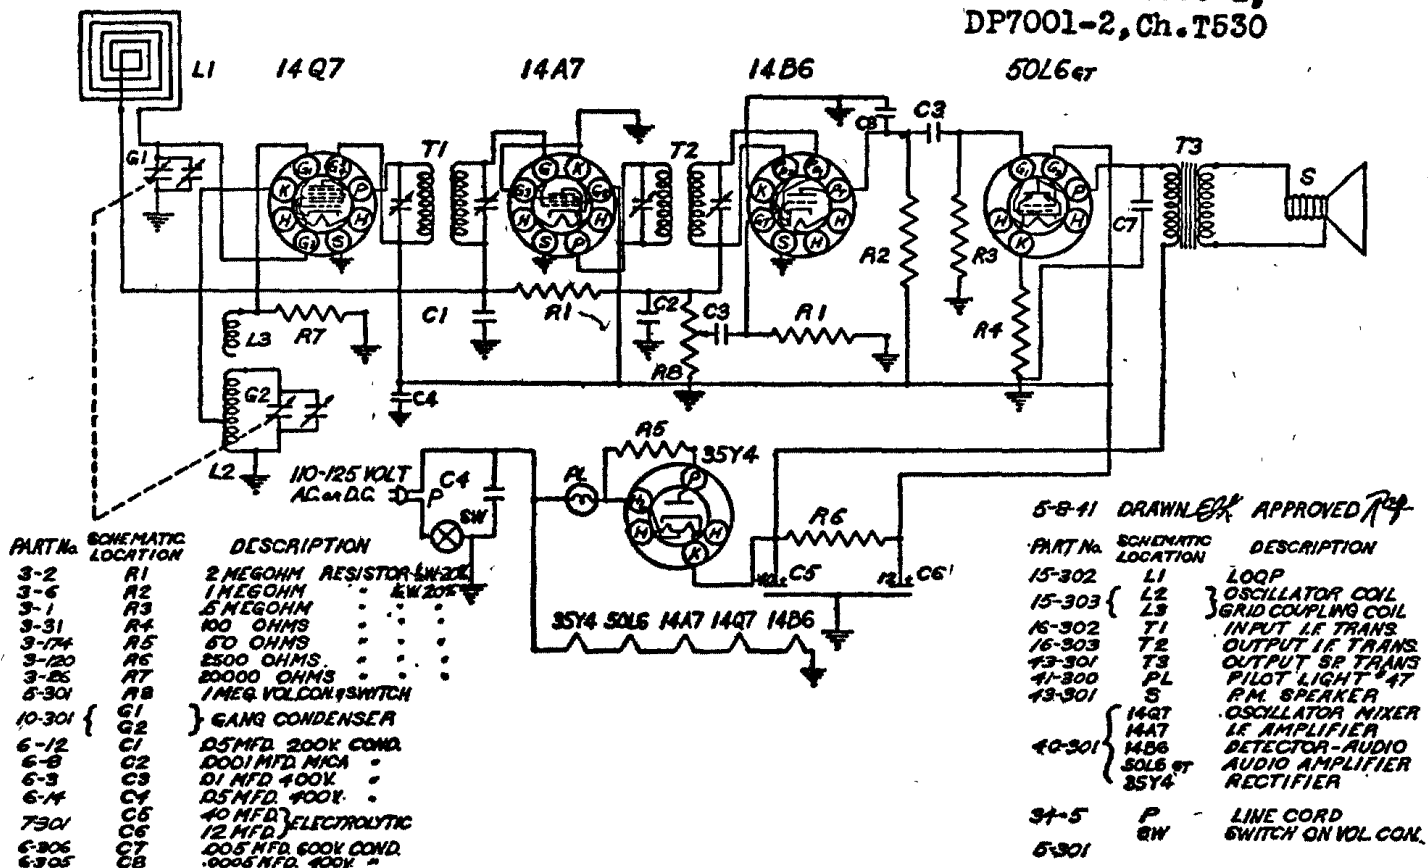 DP7001-2, Ch. T530
L1 14Q7 14A7 14B6 50L6 GT
G1 T1 T2 C8 C3 T3 S
C7
R2 R3
C1 R1 C2 C3 R1 R4
L3 R7 R8
G2 C4
L2
R5
35Y4
110-125 VOLT
A.C. or D.C.
P C4 PL
SW
R6
40+ C5 12+ C6
35Y4 50L6 14A7 14Q7 14B6
5-8-41 DRAWN APPROVED
PART No. SCHEMATIC LOCATION DESCRIPTION
3-2 R1 2 MEGOHM RESISTOR 20%
3-6 R2 1 MEGOHM " 20% "
3-1 R3 .5 MEGOHM " " "
3-31 R4 100 OHMS " " "
3-174 R5 50 OHMS " " "
3-120 R6 2500 OHMS " " "
3-26 R7 20000 OHMS " " "
5-301 R8 1 MEG. VOL. CON. & SWITCH
10-301 { G1 G2 } GANG CONDENSER
6-12 C1 .05 MFD. 200V. COND.
6-8 C2 .0001 MFD. MICA "
6-3 C3 .01 MFD. 400V. "
6-14 C4 .05 MFD. 400V. "
7-301 C5 40 MFD.
C6 12 MFD. } ELECTROLYTIC
6-306 C7 .005 MFD. 600V. COND.
6-305 C8 .0005 MFD. 400V. "
PART No. SCHEMATIC LOCATION DESCRIPTION
15-302 L1 LOOP
15-303 { L2 } OSCILLATOR COIL
L3 GRID COUPLING COIL
16-302 T1 INPUT I.F. TRANS.
16-303 T2 OUTPUT I.F. TRANS.
43-301 T3 OUTPUT SP. TRANS
41-300 PL PILOT LIGHT #47
43-301 S P.M. SPEAKER
14Q7 OSCILLATOR MIXER
14A7 I.F. AMPLIFIER
40-301 { 14B6 DETECTOR-AUDIO
50L6 GT AUDIO AMPLIFIER
35Y4 RECTIFIER
34-5 P LINE CORD
SW SWITCH ON VOL. CON.
5-301